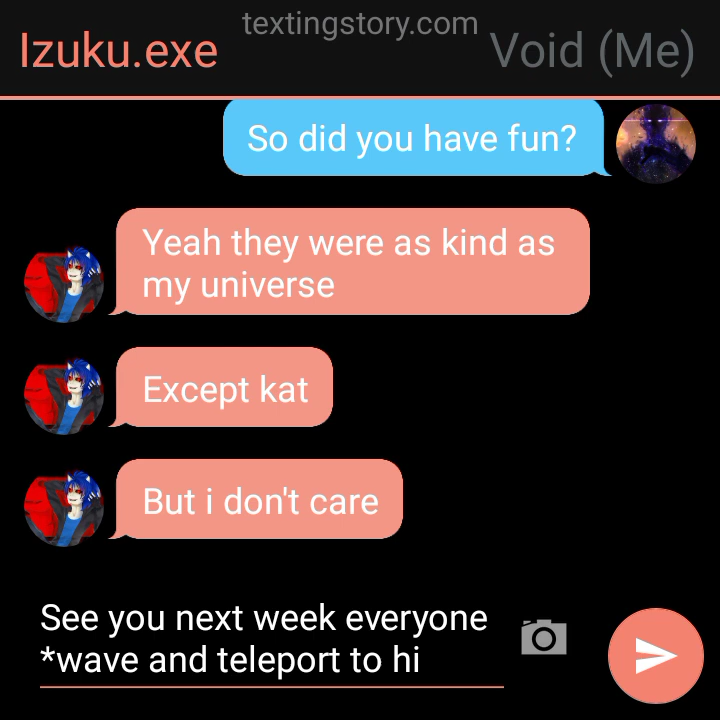 textingstory.com
Izuku.exe
Void (Me)
So did you have fun?
Yeah they were as kind as
my universe
Except kat
But i don't care
See you next week everyone
*wave and teleport to hi